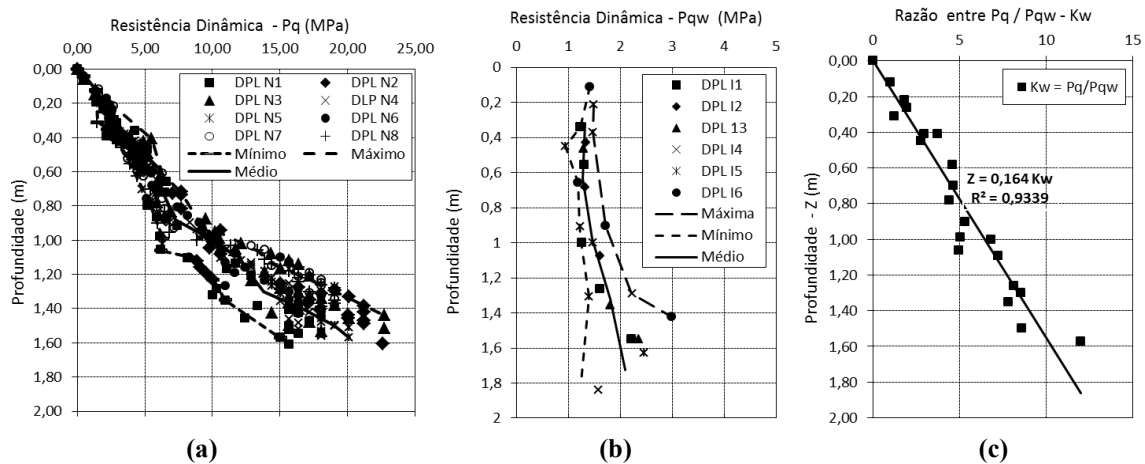 Resistência Dinâmica - Pq (MPa)
0,00 5,00 10,00 15,00 20,00 25,00
Profundidade (m)
0,00
0,20
0,40
0,60
0,80
1,00
1,20
1,40
1,60
1,80
2,00
DPL N1 DPL N2
DPL N3 DLP N4
DPL N5 DPL N6
DPL N7 DPL N8
Mínimo Máximo
Médio
(a)
Resistência Dinâmica - Pqw (MPa)
0 1 2 3 4 5
Profundidade (m)
0
0,2
0,4
0,6
0,8
1
1,2
1,4
1,6
1,8
2
DPL I1
DPL I2
DPL 13
DPL I4
DPL I5
DPL I6
Máxima
Mínimo
Médio
(b)
Razão entre Pq / Pqw - Kw
0 5 10 15
Profundidade - Z (m)
0,00
0,20
0,40
0,60
0,80
1,00
1,20
1,40
1,60
1,80
2,00
Kw = Pq/Pqw
Z = 0,164 Kw
R² = 0,9339
(c)